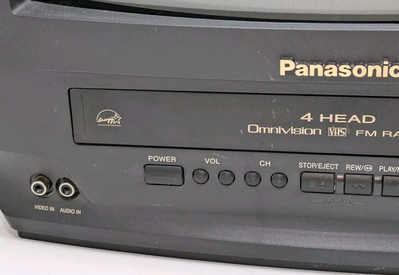 Panasonic
4 HEAD
Omnivision VHS FM RA
POWER
VOL
CH
STOP/EJECT
REW/
PLAY/
VIDEO IN
AUDIO IN